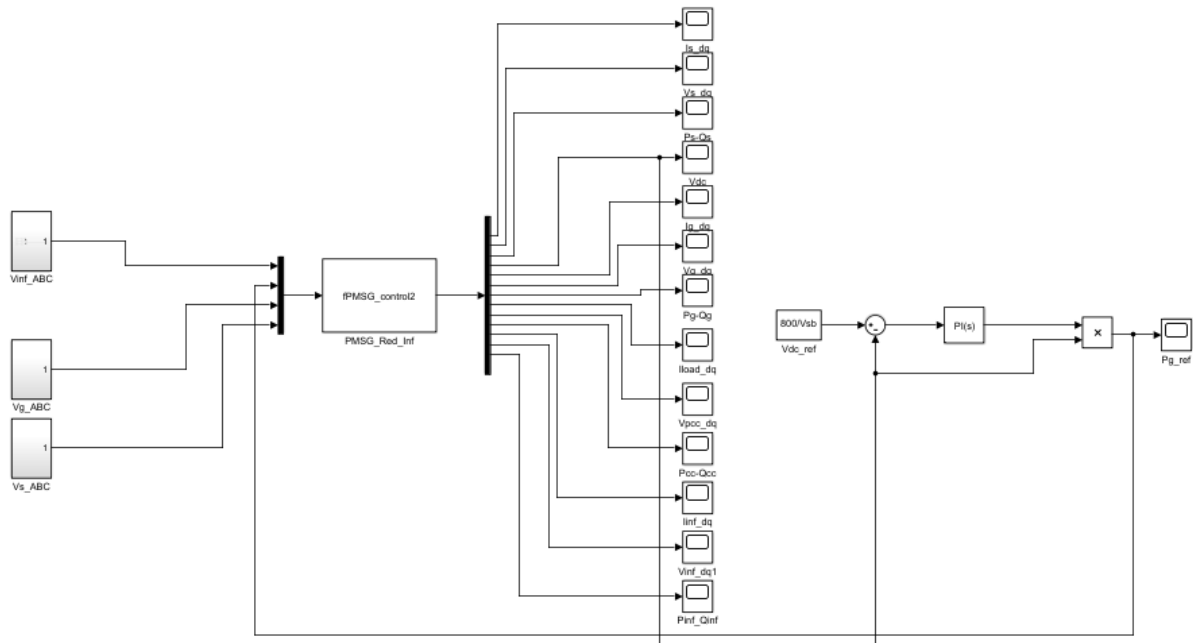 Is_dq
Vs_dq
Ps-Qs
Vdc
Ig_dq
Vg_dq
Pg-Qg
Iload_dq
Vpcc_dq
Pcc-Qcc
Iinf_dq
Vinf_dq1
Pinf_Qinf
1
Vinf_ABC
1
Vg_ABC
1
Vs_ABC
fPMSG_control2
PMSG_Red_Inf
800/Vsb
Vdc_ref
+
-
PI(s)
×
Pg_ref